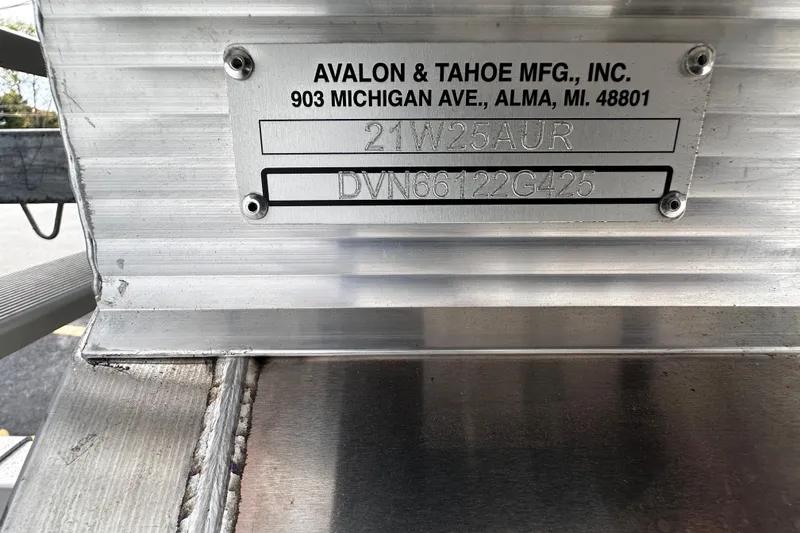 AVALON & TAHOE MFG., INC.
903 MICHIGAN AVE., ALMA, MI. 48801
21W25AUR
DVN66122G425